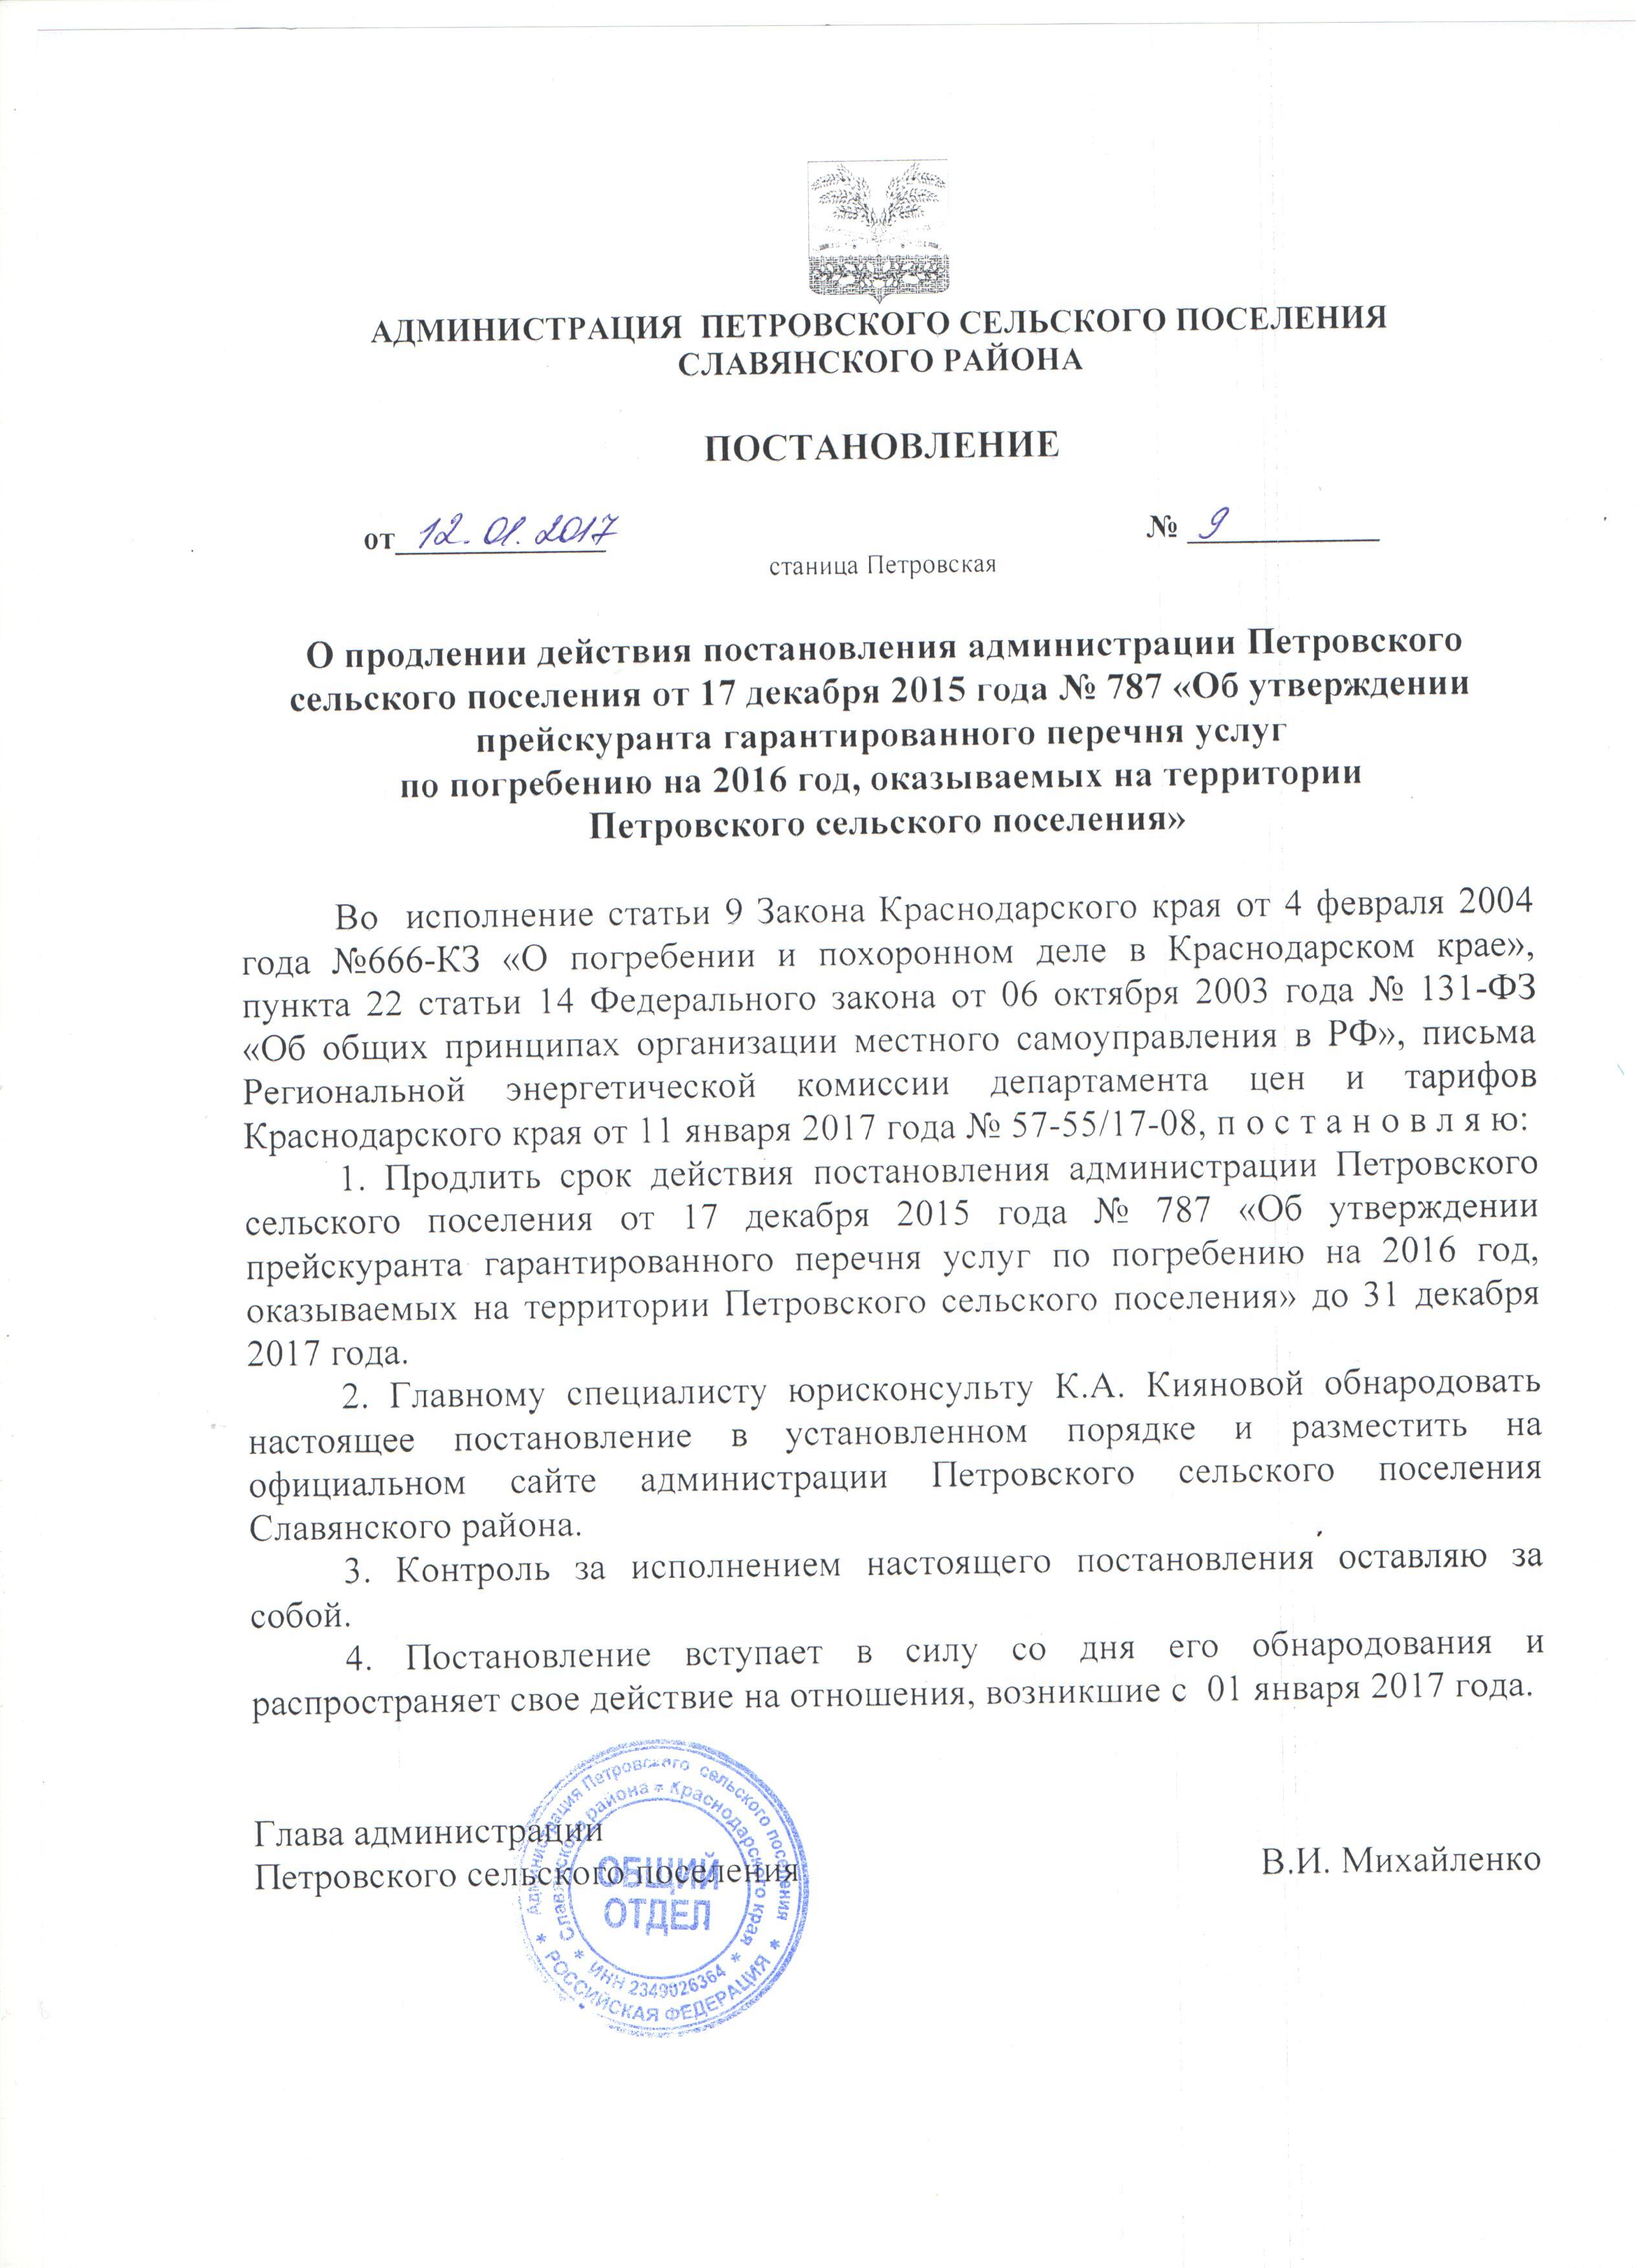 АДМИНИСТРАЦИЯ ПЕТРОВСКОГО СЕЛЬСКОГО ПОСЕЛЕНИЯ
СЛАВЯНСКОГО РАЙОНА
ПОСТАНОВЛЕНИЕ
от 12.01.2017 № 9
станица Петровская
О продлении действия постановления администрации Петровского
сельского поселения от 17 декабря 2015 года № 787 «Об утверждении
прейскуранта гарантированного перечня услуг
по погребению на 2016 год, оказываемых на территории
Петровского сельского поселения»
Во исполнение статьи 9 Закона Краснодарского края от 4 февраля 2004
года №666-КЗ «О погребении и похоронном деле в Краснодарском крае»,
пункта 22 статьи 14 Федерального закона от 06 октября 2003 года № 131-ФЗ
«Об общих принципах организации местного самоуправления в РФ», письма
Региональной энергетической комиссии департамента цен и тарифов
Краснодарского края от 11 января 2017 года № 57-55/17-08, п о с т а н о в л я ю:
1. Продлить срок действия постановления администрации Петровского
сельского поселения от 17 декабря 2015 года № 787 «Об утверждении
прейскуранта гарантированного перечня услуг по погребению на 2016 год,
оказываемых на территории Петровского сельского поселения» до 31 декабря
2017 года.
2. Главному специалисту юрисконсульту К.А. Кияновой обнародовать
настоящее постановление в установленном порядке и разместить на
официальном сайте администрации Петровского сельского поселения
Славянского района.
3. Контроль за исполнением настоящего постановления оставляю за
собой.
4. Постановление вступает в силу со дня его обнародования и
распространяет свое действие на отношения, возникшие с 01 января 2017 года.
Глава администрации
Петровского сельского поселения В.И. Михайленко
Администрация Петровского сельского поселения
Славянского района * Краснодарского края
ОБЩИЙ
ОТДЕЛ
* ИНН 2349026364 *
* РОССИЙСКАЯ ФЕДЕРАЦИЯ *